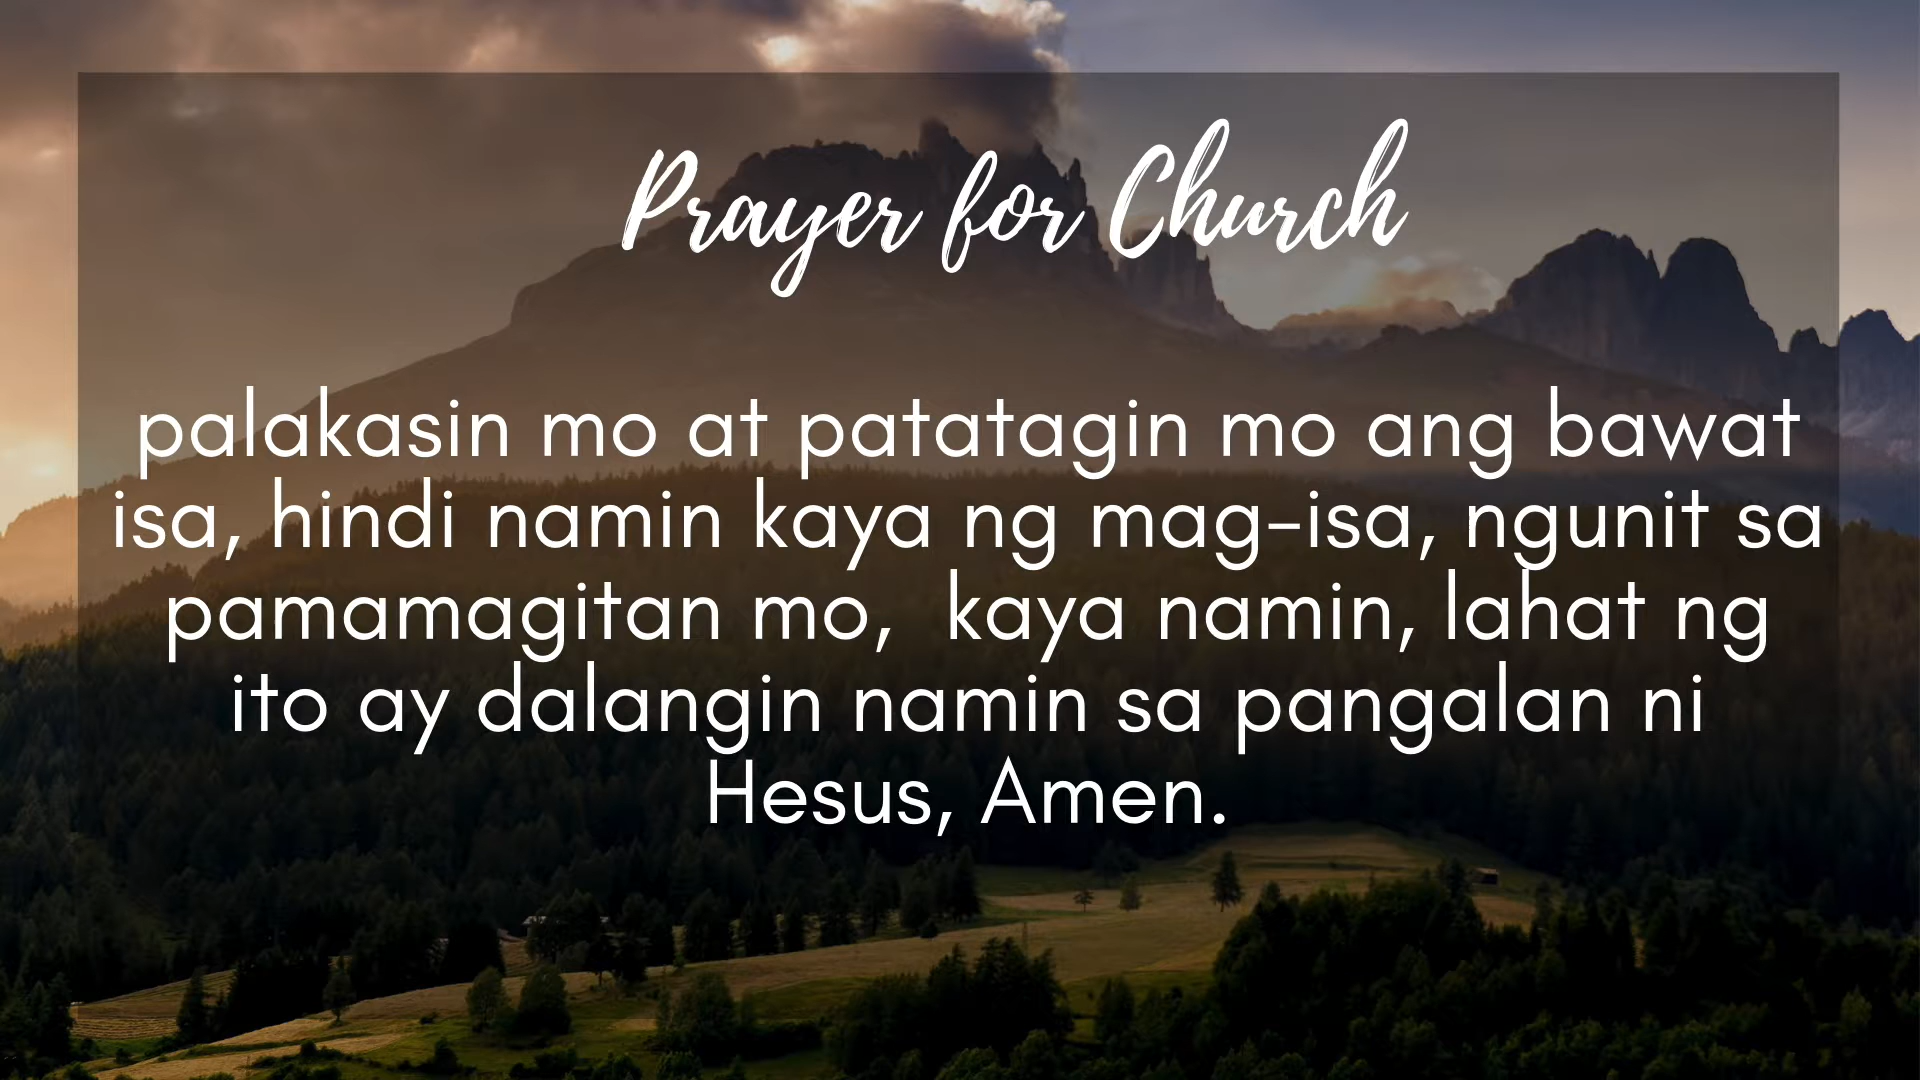 Prayer for Church
palakasin mo at patatagin mo ang bawat
isa, hindi namin kaya ng mag-isa, ngunit sa
pamamagitan mo,  kaya namin, lahat ng
ito ay dalangin namin sa pangalan ni
Hesus, Amen.